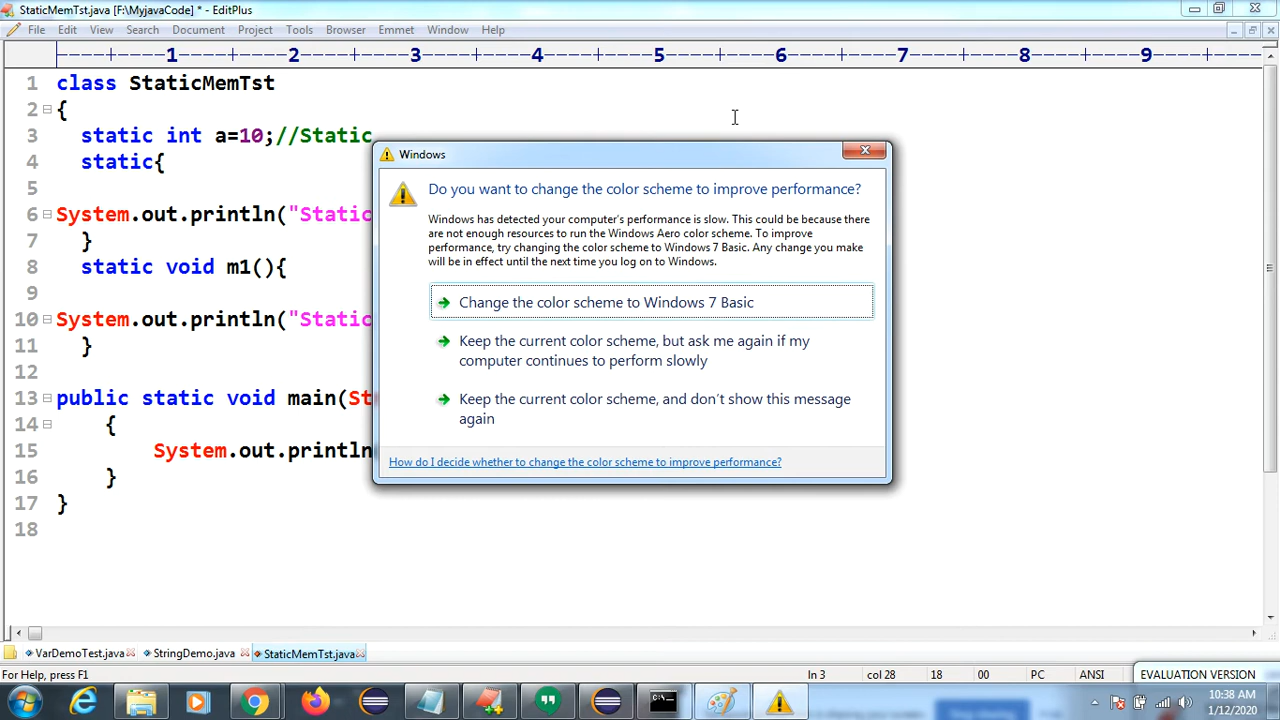 StaticMemTst.java [F:\MyjavaCode] * - EditPlus
File Edit View Search Document Project Tools Browser Emmet Window Help
----+----1----+----2----+----3----+----4----+----5----+----6----+----7----+----8----+----9----+--
1 class StaticMemTst
2 {
3 static int a=10;//Static
4 static{
5
6 System.out.println("Static
7 }
8 static void m1(){
9
10 System.out.println("Static
11 }
12
13 public static void main(St
14 {
15 System.out.println
16 }
17 }
18
Windows
Do you want to change the color scheme to improve performance?
Windows has detected your computer's performance is slow. This could be because there
are not enough resources to run the Windows Aero color scheme. To improve
performance, try changing the color scheme to Windows 7 Basic. Any change you make
will be in effect until the next time you log on to Windows.
Change the color scheme to Windows 7 Basic
Keep the current color scheme, but ask me again if my
computer continues to perform slowly
Keep the current color scheme, and don't show this message
again
How do I decide whether to change the color scheme to improve performance?
VarDemoTest.java StringDemo.java StaticMemTst.java
For Help, press F1 ln 3 col 28 18 00 PC ANSI EVALUATION VERSION
10:38 AM
1/12/2020